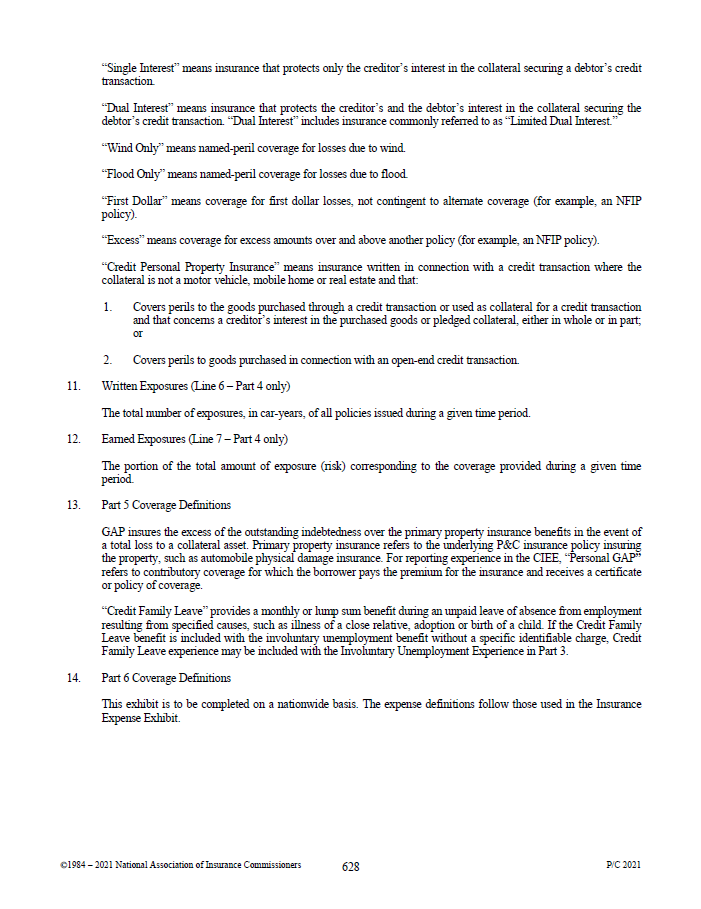 “Single Interest” means insurance that protects only the creditor’s interest in the collateral securing a debtor’s credit
transaction.
“Dual Interest” means insurance that protects the creditor’s and the debtor’s interest in the collateral securing the
debtor’s credit transaction. “Dual Interest” includes insurance commonly referred to as “Limited Dual Interest.”
“Wind Only” means named-peril coverage for losses due to wind.
“Flood Only” means named-peril coverage for losses due to flood.
“First Dollar” means coverage for first dollar losses, not contingent to alternate coverage (for example, an NFIP
policy).
“Excess” means coverage for excess amounts over and above another policy (for example, an NFIP policy).
“Credit Personal Property Insurance” means insurance written in connection with a credit transaction where the
collateral is not a motor vehicle, mobile home or real estate and that:
1. Covers perils to the goods purchased through a credit transaction or used as collateral for a credit transaction
and that concerns a creditor’s interest in the purchased goods or pledged collateral, either in whole or in part;
or
2. Covers perils to goods purchased in connection with an open-end credit transaction.
11. Written Exposures (Line 6 – Part 4 only)
The total number of exposures, in car-years, of all policies issued during a given time period.
12. Earned Exposures (Line 7 – Part 4 only)
The portion of the total amount of exposure (risk) corresponding to the coverage provided during a given time
period.
13. Part 5 Coverage Definitions
GAP insures the excess of the outstanding indebtedness over the primary property insurance benefits in the event of
a total loss to a collateral asset. Primary property insurance refers to the underlying P&C insurance policy insuring
the property, such as automobile physical damage insurance. For reporting experience in the CIEE, “Personal GAP”
refers to contributory coverage for which the borrower pays the premium for the insurance and receives a certificate
or policy of coverage.
“Credit Family Leave” provides a monthly or lump sum benefit during an unpaid leave of absence from employment
resulting from specified causes, such as illness of a close relative, adoption or birth of a child. If the Credit Family
Leave benefit is included with the involuntary unemployment benefit without a specific identifiable charge, Credit
Family Leave experience may be included with the Involuntary Unemployment Experience in Part 3.
14. Part 6 Coverage Definitions
This exhibit is to be completed on a nationwide basis. The expense definitions follow those used in the Insurance
Expense Exhibit.
©1984 – 2021 National Association of Insurance Commissioners 628 P/C 2021